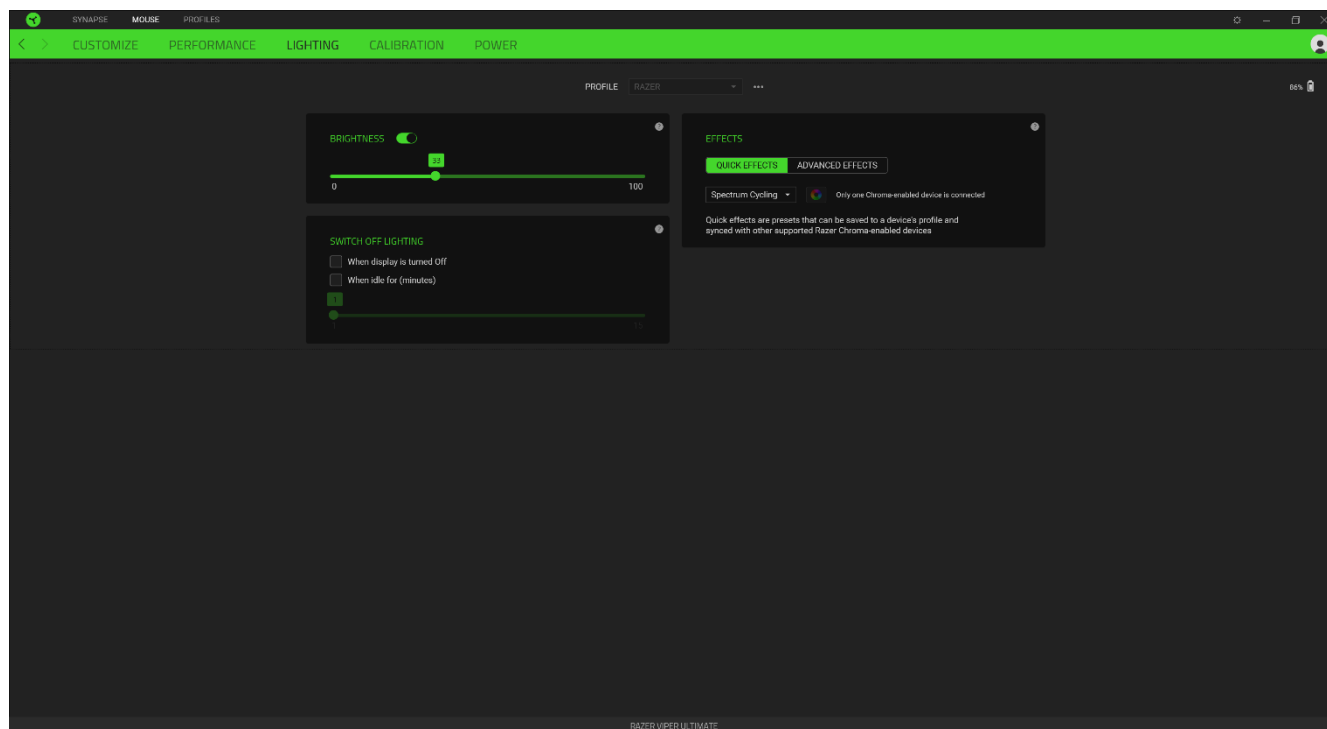 SYNAPSE MOUSE PROFILES
CUSTOMIZE PERFORMANCE LIGHTING CALIBRATION POWER
PROFILE RAZER
86%
BRIGHTNESS
33
0 100
SWITCH OFF LIGHTING
When display is turned Off
When idle for (minutes)
1
1 15
EFFECTS
QUICK EFFECTS ADVANCED EFFECTS
Spectrum Cycling Only one Chroma-enabled device is connected
Quick effects are presets that can be saved to a device's profile and
synced with other supported Razer Chroma-enabled devices
RAZER VIPER ULTIMATE